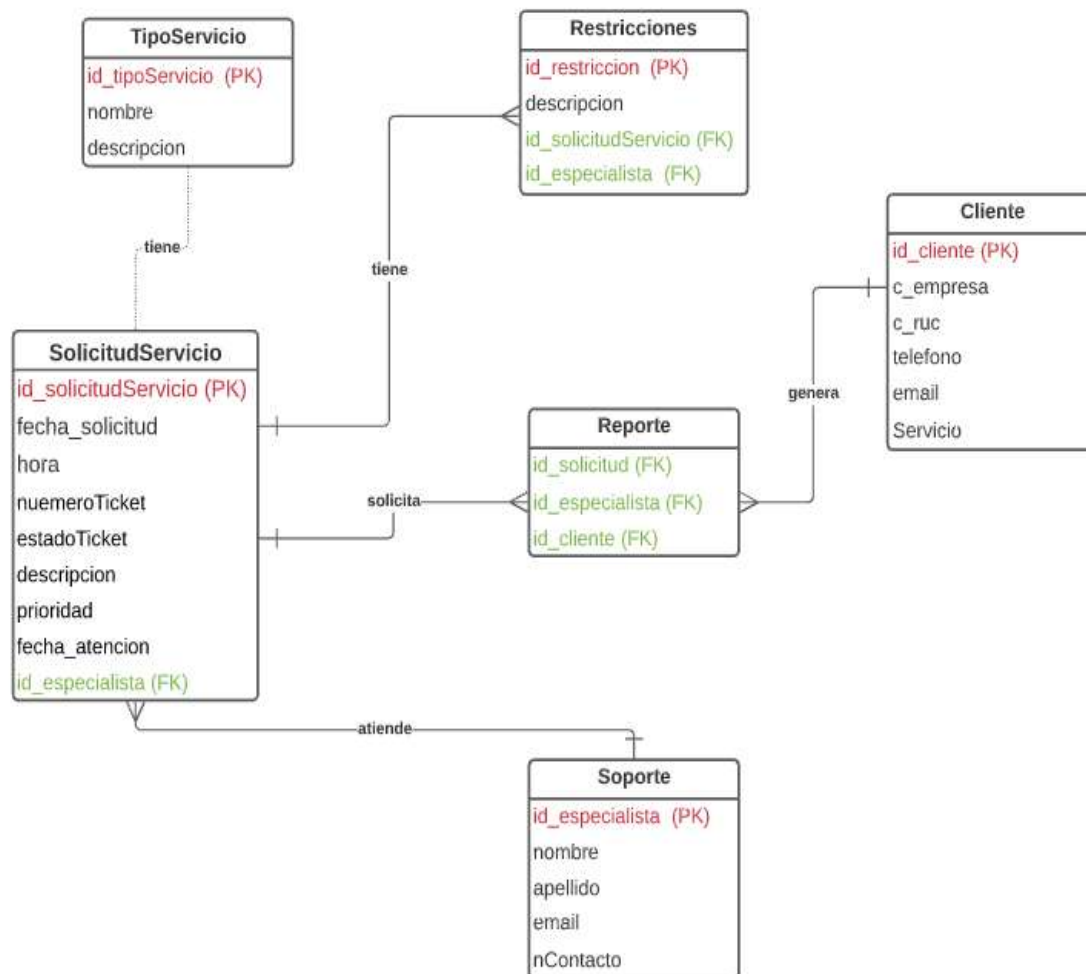 TipoServicio
id_tipoServicio (PK)
nombre
descripcion
Restricciones
id_restriccion (PK)
descripcion
id_solicitudServicio (FK)
id_especialista (FK)
Cliente
id_cliente (PK)
c_empresa
c_ruc
telefono
email
Servicio
tiene
tiene
genera
SolicitudServicio
id_solicitudServicio (PK)
fecha_solicitud
hora
nuemeroTicket
estadoTicket
descripcion
prioridad
fecha_atencion
id_especialista (FK)
solicita
Reporte
id_solicitud (FK)
id_especialista (FK)
id_cliente (FK)
atiende
Soporte
id_especialista (PK)
nombre
apellido
email
nContacto